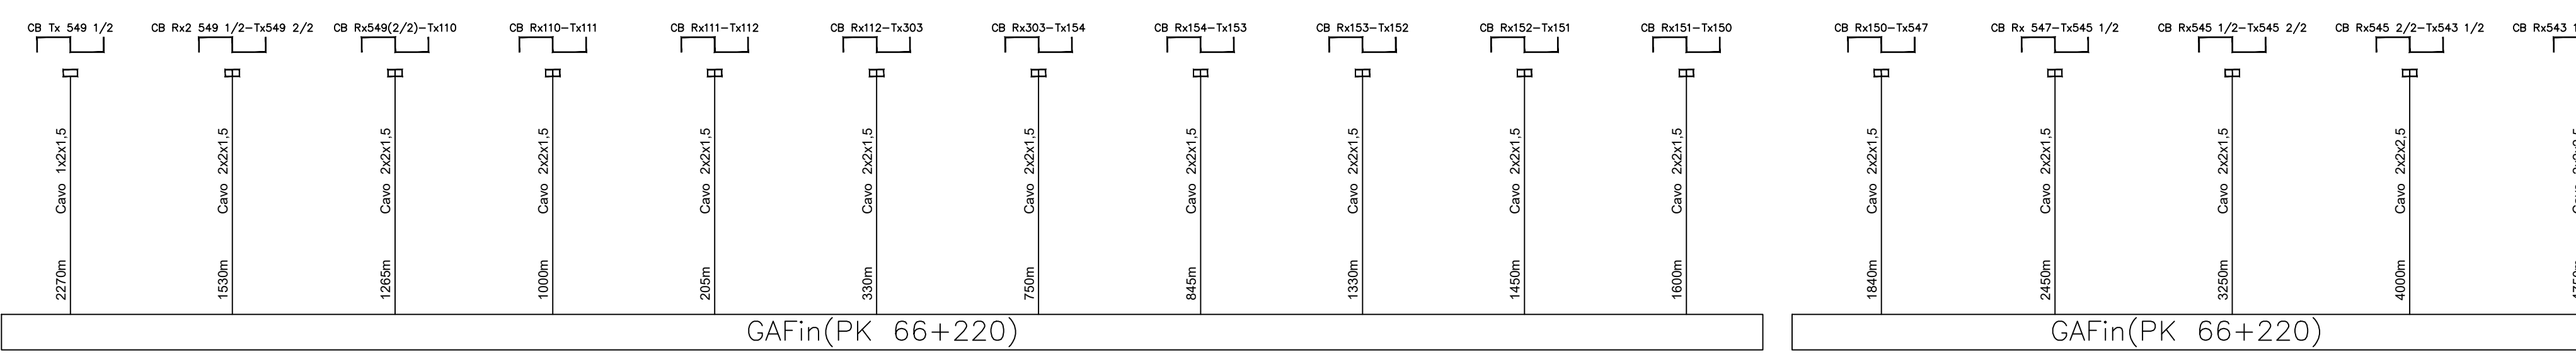 CB Tx 549 1/2
CB Rx2 549 1/2-Tx549 2/2
CB Rx549(2/2)-Tx110
CB Rx110-Tx111
CB Rx111-Tx112
CB Rx112-Tx303
CB Rx303-Tx154
CB Rx154-Tx153
CB Rx153-Tx152
CB Rx152-Tx151
CB Rx151-Tx150
CB Rx150-Tx547
CB Rx 547-Tx545 1/2
CB Rx545 1/2-Tx545 2/2
CB Rx545 2/2-Tx543 1/2
CB Rx543
Cavo 1x2x1,5
Cavo 2x2x1,5
Cavo 2x2x1,5
Cavo 2x2x1,5
Cavo 2x2x1,5
Cavo 2x2x1,5
Cavo 2x2x1,5
Cavo 2x2x1,5
Cavo 2x2x1,5
Cavo 2x2x1,5
Cavo 2x2x1,5
Cavo 2x2x1,5
Cavo 2x2x1,5
Cavo 2x2x1,5
Cavo 2x2x2,5
2270m
1530m
1265m
1000m
205m
330m
750m
845m
1330m
1450m
1600m
1840m
2450m
3250m
4000m
GAFin(PK 66+220)
GAFin(PK 66+220)